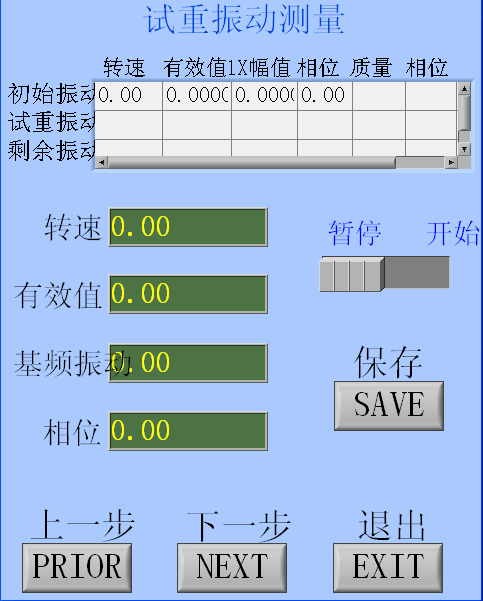 试重振动测量
转速 有效值 1X幅值 相位 质量 相位
初始振动 0.00 0.000 0.000 0.00
试重振动
剩余振动
转速 0.00
暂停 开始
有效值 0.00
基频振动 0.00
保存
SAVE
相位 0.00
上一步 下一步 退出
PRIOR NEXT EXIT